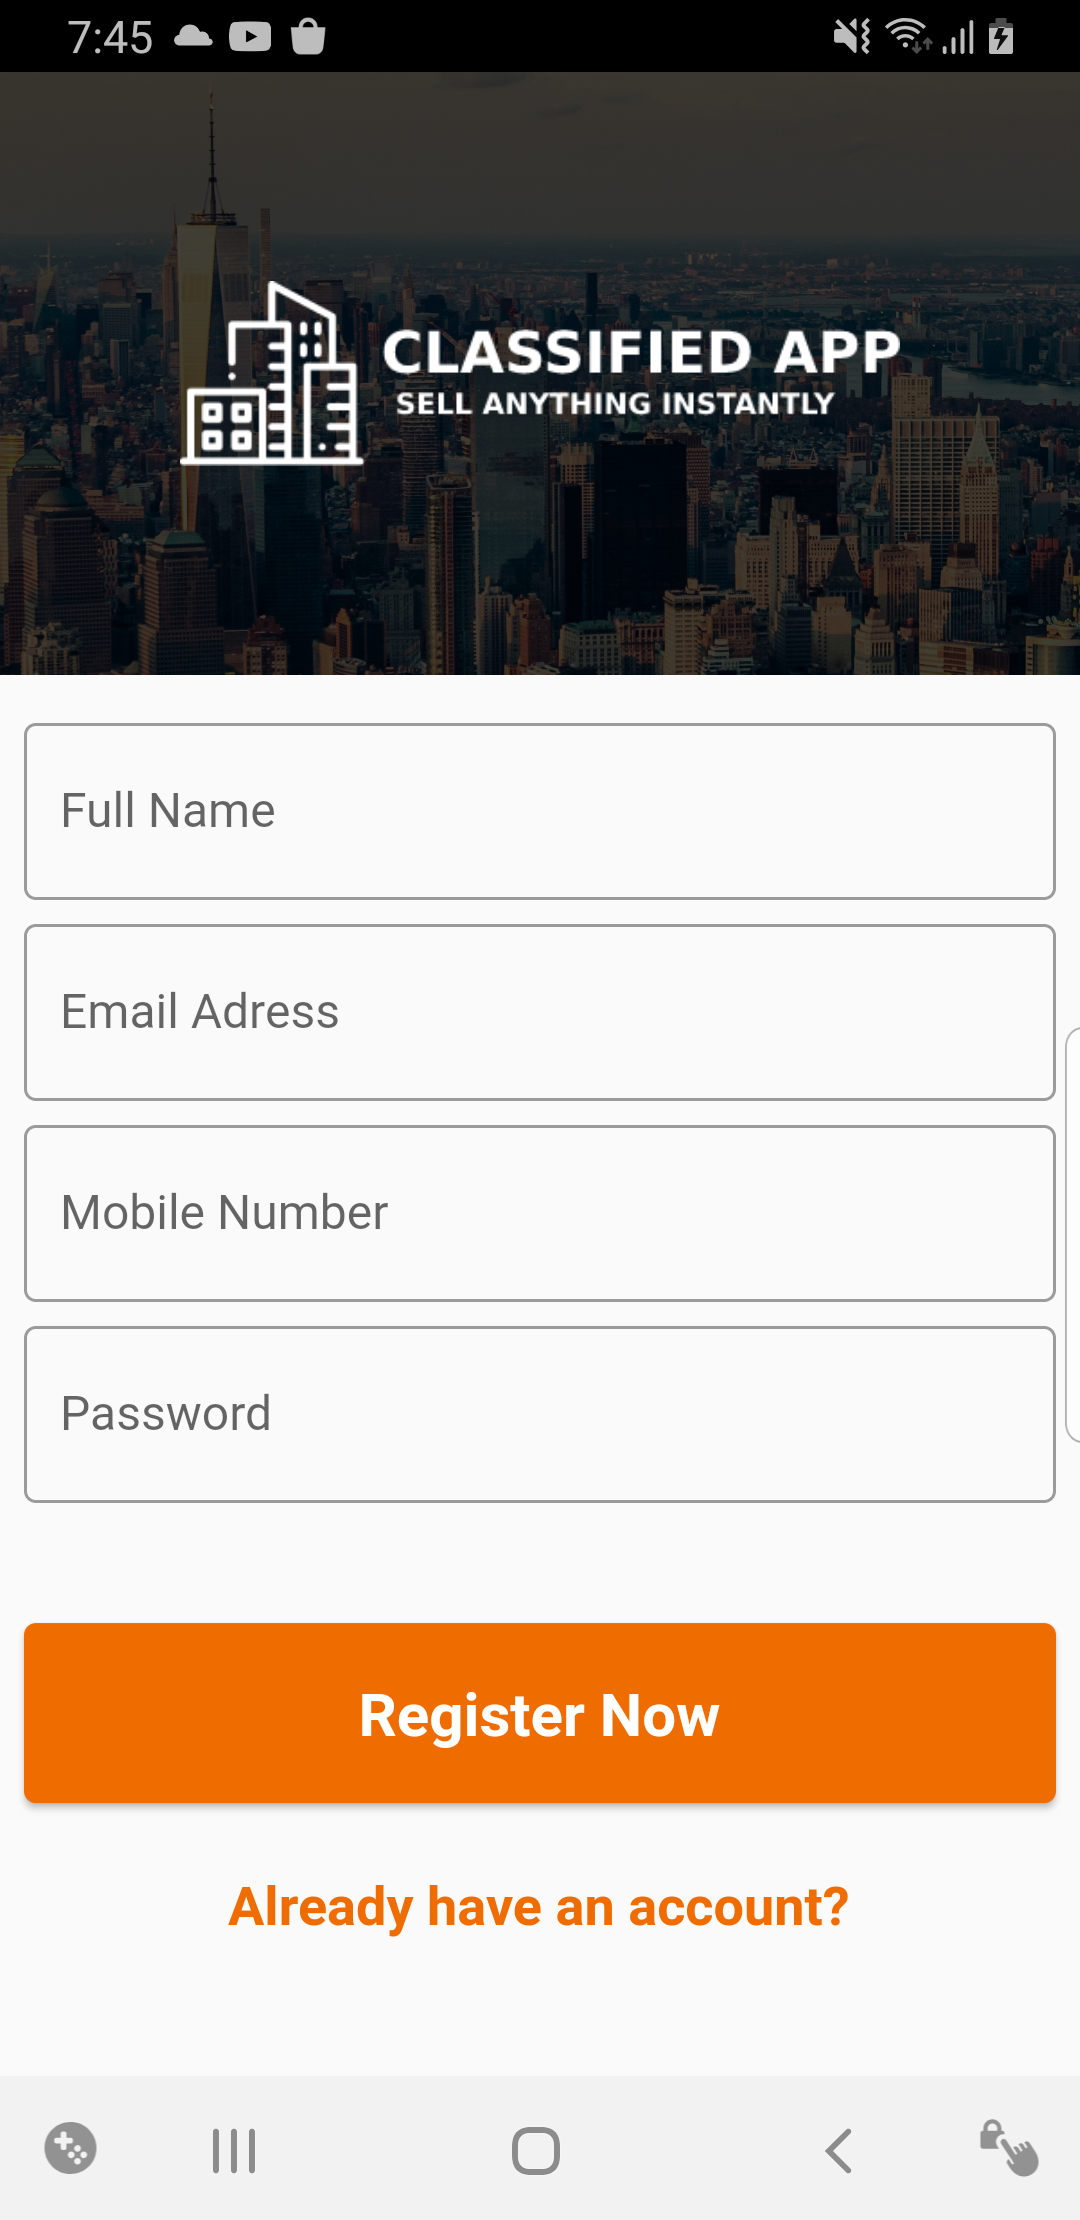 7:45
CLASSIFIED APP
SELL ANYTHING INSTANTLY
Full Name
Email Adress
Mobile Number
Password
Register Now
Already have an account?